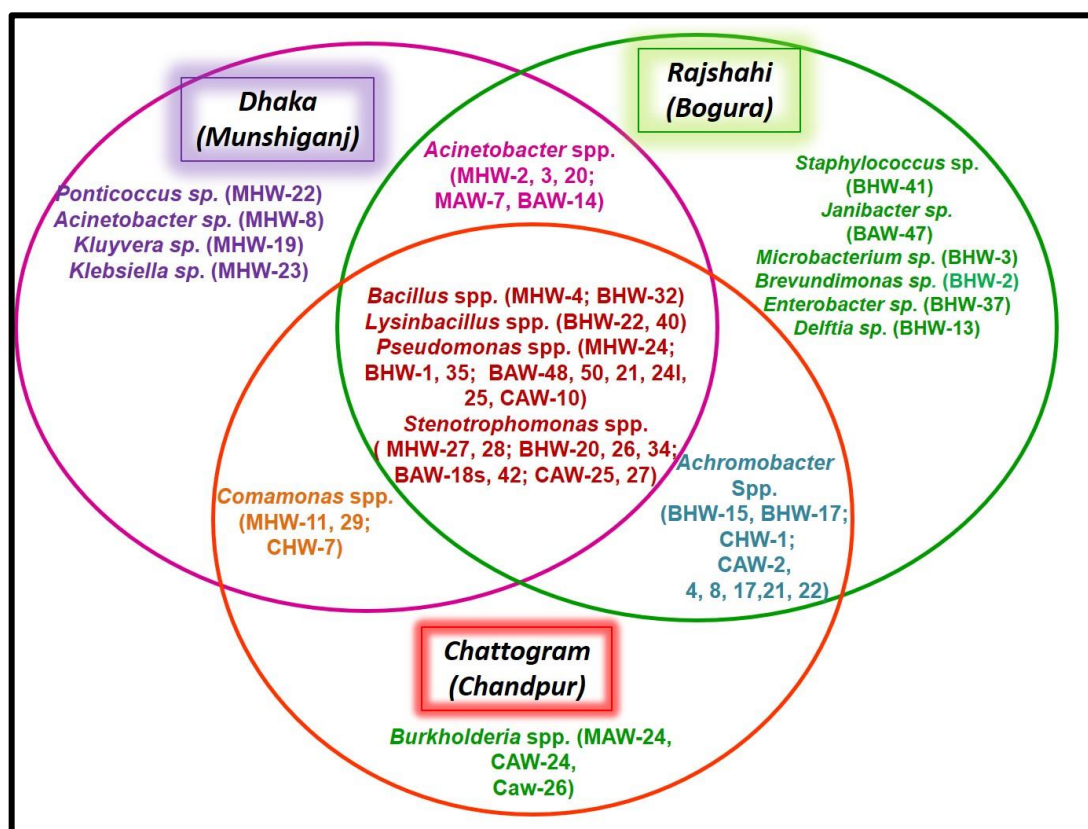 Dhaka
(Munshiganj)
Rajshahi
(Bogura)
Ponticoccus sp. (MHW-22)
Acinetobacter sp. (MHW-8)
Kluyvera sp. (MHW-19)
Klebsiella sp. (MHW-23)
Acinetobacter spp.
(MHW-2, 3, 20;
MAW-7, BAW-14)
Staphylococcus sp.
(BHW-41)
Janibacter sp.
(BAW-47)
Microbacterium sp. (BHW-3)
Brevundimonas sp. (BHW-2)
Enterobacter sp. (BHW-37)
Delftia sp. (BHW-13)
Bacillus spp. (MHW-4; BHW-32)
Lysinbacillus spp. (BHW-22, 40)
Pseudomonas spp. (MHW-24;
BHW-1, 35; BAW-48, 50, 21, 24l,
25, CAW-10)
Stenotrophomonas spp.
( MHW-27, 28; BHW-20, 26, 34;
BAW-18s, 42; CAW-25, 27)
Comamonas spp.
(MHW-11, 29;
CHW-7)
Achromobacter
Spp.
(BHW-15, BHW-17;
CHW-1;
CAW-2,
4, 8, 17,21, 22)
Chattogram
(Chandpur)
Burkholderia spp. (MAW-24,
CAW-24,
Caw-26)